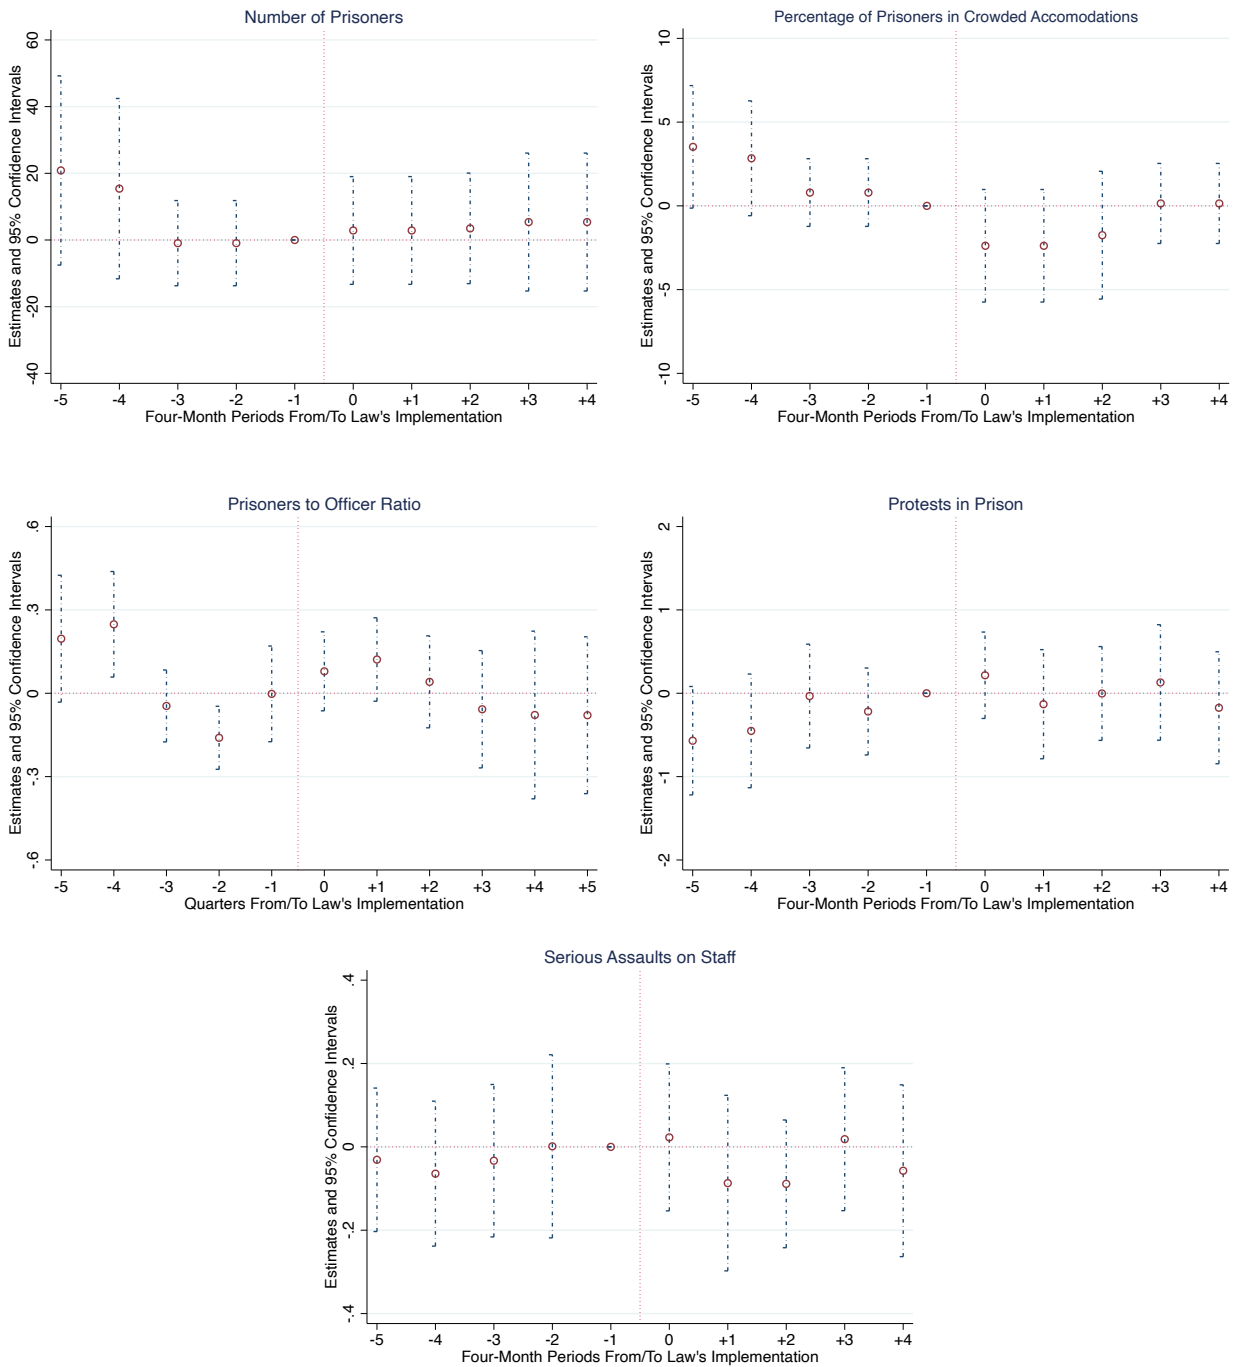 Number of Prisoners
Estimates and 95% Confidence Intervals
60
40
20
0
-20
-40
-5 -4 -3 -2 -1 0 +1 +2 +3 +4
Four-Month Periods From/To Law's Implementation
Percentage of Prisoners in Crowded Accomodations
Estimates and 95% Confidence Intervals
10
5
0
-5
-10
-5 -4 -3 -2 -1 0 +1 +2 +3 +4
Four-Month Periods From/To Law's Implementation
Prisoners to Officer Ratio
Estimates and 95% Confidence Intervals
.6
.3
0
-.3
-.6
-5 -4 -3 -2 -1 0 +1 +2 +3 +4 +5
Quarters From/To Law's Implementation
Protests in Prison
Estimates and 95% Confidence Intervals
2
1
0
-1
-2
-5 -4 -3 -2 -1 0 +1 +2 +3 +4
Four-Month Periods From/To Law's Implementation
Serious Assaults on Staff
Estimates and 95% Confidence Intervals
.4
.2
0
-.2
-.4
-5 -4 -3 -2 -1 0 +1 +2 +3 +4
Four-Month Periods From/To Law's Implementation